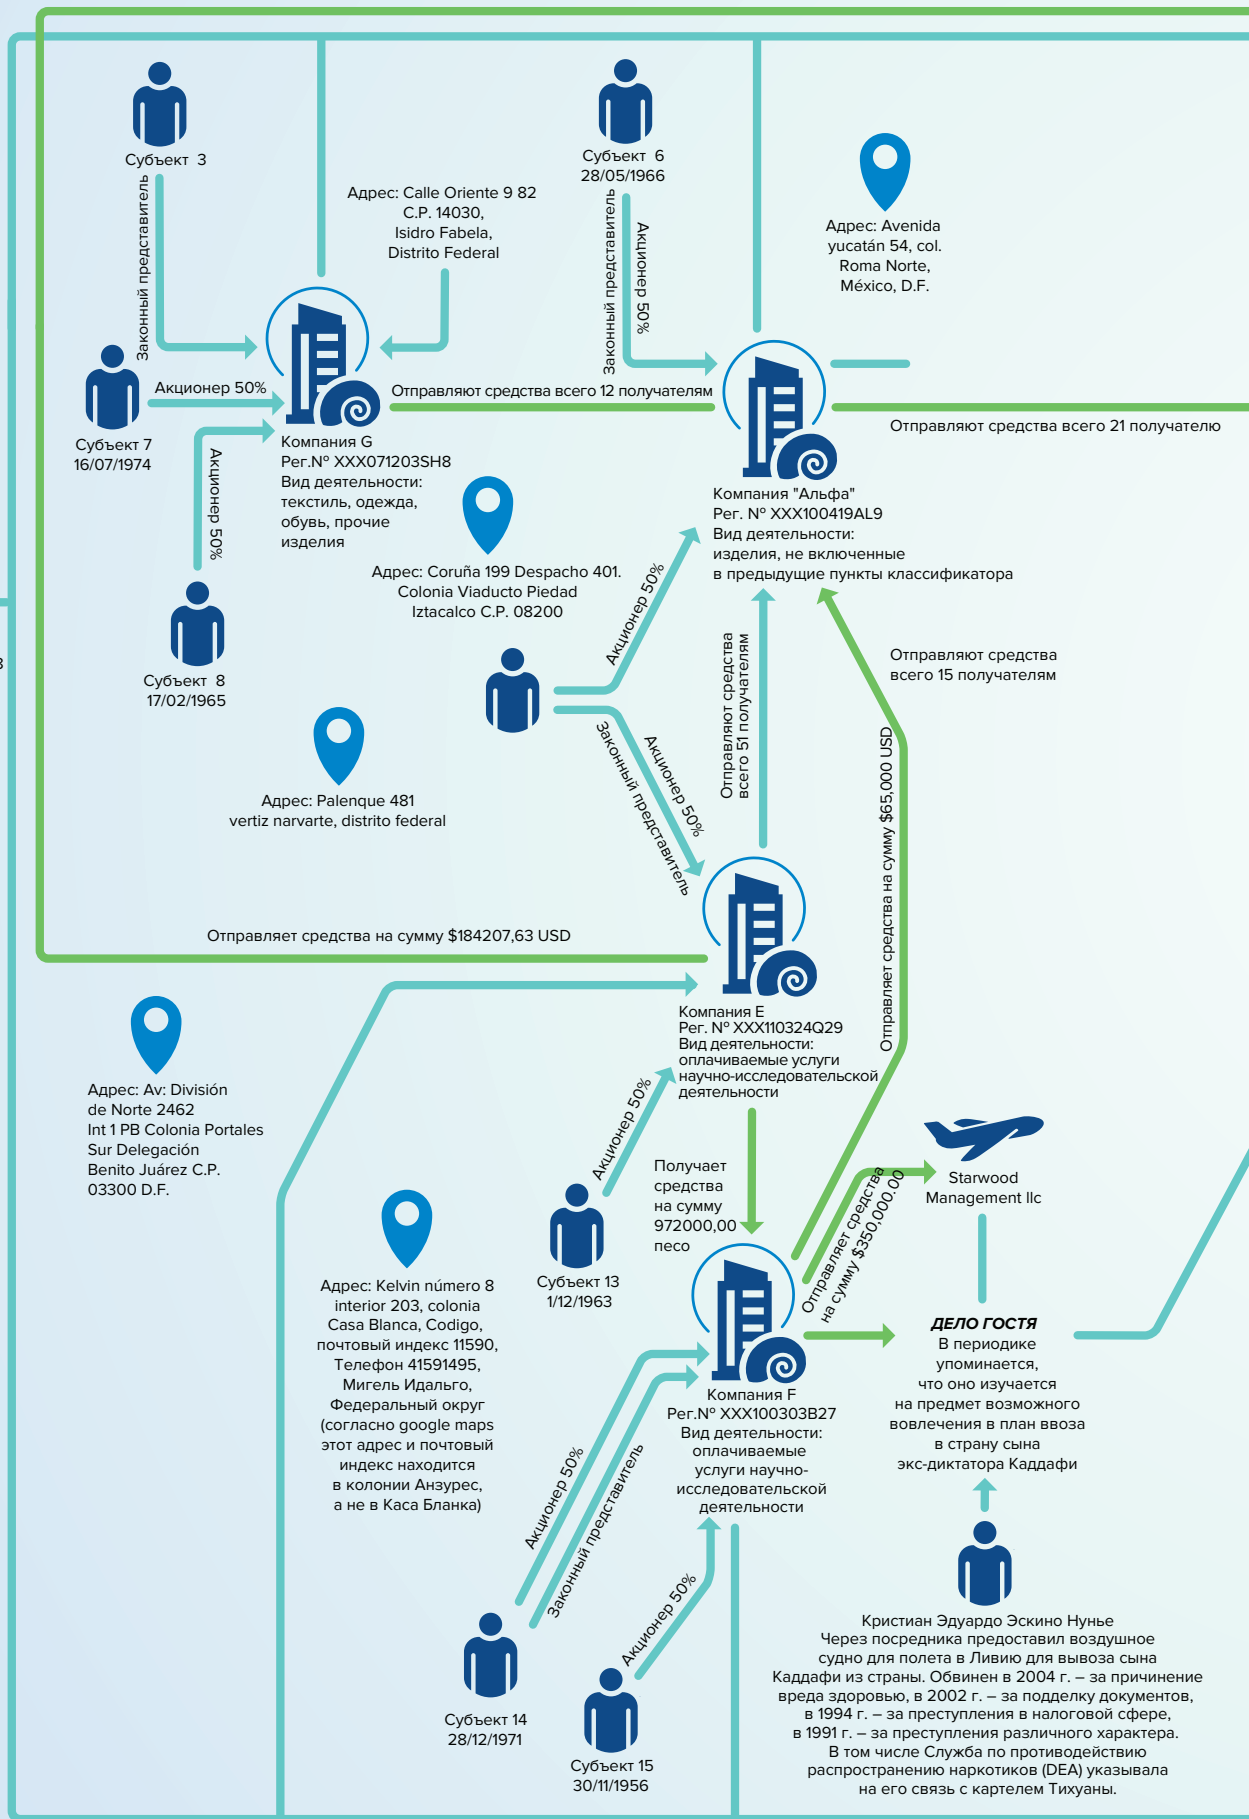 Субъект 3
Законный представитель
Адрес: Calle Oriente 9 82
C.P. 14030,
Isidro Fabela,
Distrito Federal
Субъект 6
28/05/1966
Законный представитель
Акционер 50%
Адрес: Avenida
yucatán 54, col.
Roma Norte,
México, D.F.
Субъект 7
16/07/1974
Акционер 50%
Отправляют средства всего 12 получателям
Отправляют средства всего 21 получателю
Компания G
Рег.№ XXX071203SH8
Вид деятельности:
текстиль, одежда,
обувь, прочие
изделия
Акционер 50%
Субъект 8
17/02/1965
Компания "Альфа"
Рег. № XXX100419AL9
Вид деятельности:
изделия, не включенные
в предыдущие пункты классификатора
Адрес: Coruña 199 Despacho 401.
Colonia Viaducto Piedad
Iztacalco C.P. 08200
Акционер 50%
Законный представитель
Акционер 50%
Отправляют средства
всего 51 получателям
Отправляют средства
всего 15 получателям
Отправляет средства на сумму $65,000 USD
Адрес: Palenque 481
vertiz narvarte, distrito federal
Отправляет средства на сумму $184207,63 USD
Компания E
Рег. № XXX110324Q29
Вид деятельности:
оплачиваемые услуги
научно-исследовательской
деятельности
Адрес: Av: División
de Norte 2462
Int 1 PB Colonia Portales
Sur Delegación
Benito Juárez C.P.
03300 D.F.
Акционер 50%
Субъект 13
1/12/1963
Получает
средства
на сумму
972000,00
песо
Отправляет средства
на сумму $350,000.00
Starwood
Management llc
Адрес: Kelvin número 8
interior 203, colonia
Casa Blanca, Codigo,
почтовый индекс 11590,
Телефон 41591495,
Мигель Идальго,
Федеральный округ
(согласно google maps
этот адрес и почтовый
индекс находится
в колонии Анзурес,
а не в Каса Бланка)
Компания F
Рег.№ XXX100303B27
Вид деятельности:
оплачиваемые
услуги научно-
исследовательской
деятельности
ДЕЛО ГОСТЯ
В периодике
упоминается,
что оно изучается
на предмет возможного
вовлечения в план ввоза
в страну сына
экс-диктатора Каддафи
Акционер 50%
Законный представитель
Субъект 14
28/12/1971
Акционер 50%
Субъект 15
30/11/1956
Кристиан Эдуардо Эскино Нунье
Через посредника предоставил воздушное
судно для полета в Ливию для вывоза сына
Каддафи из страны. Обвинен в 2004 г. – за причинение
вреда здоровью, в 2002 г. – за подделку документов,
в 1994 г. – за преступления в налоговой сфере,
в 1991 г. – за преступления различного характера.
В том числе Служба по противодействию
распространению наркотиков (DEA) указывала
на его связь с картелем Тихуаны.